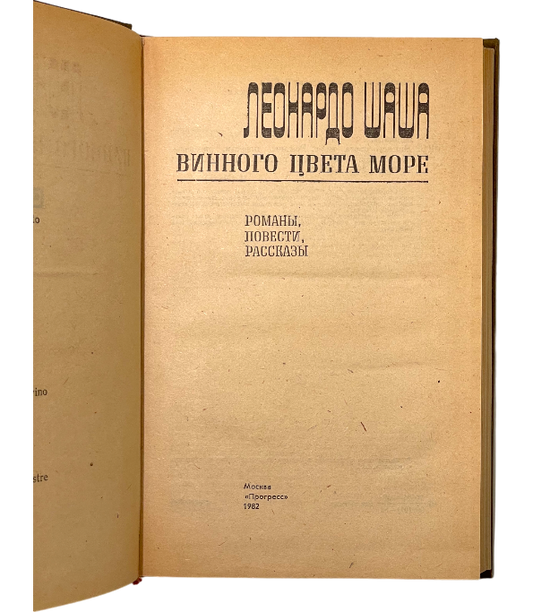 ЛЕОНАРДО ШАША
ВИННОГО ЦВЕТА МОРЕ
РОМАНЫ,
ПОВЕСТИ,
РАССКАЗЫ
Москва
«Прогресс»
1982